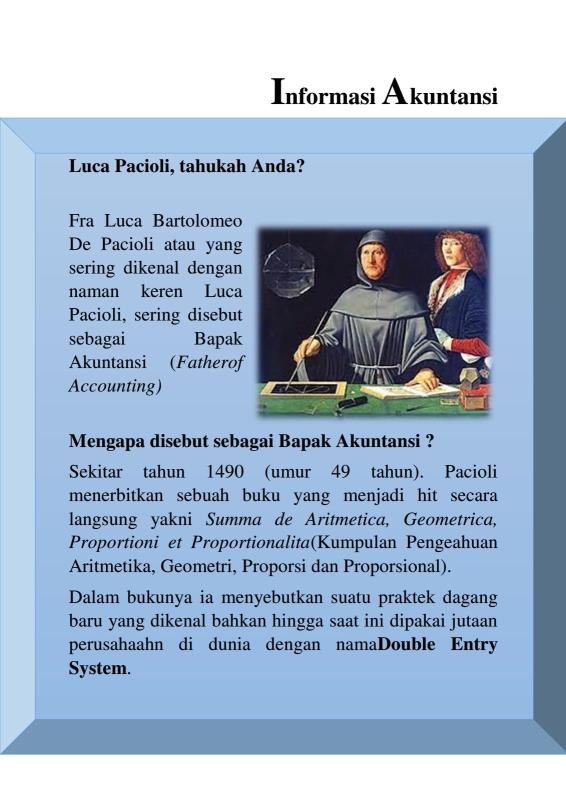 Informasi Akuntansi
Luca Pacioli, tahukah Anda?
Fra Luca Bartolomeo
De Pacioli atau yang
sering dikenal dengan
naman keren Luca
Pacioli, sering disebut
sebagai Bapak
Akuntansi (Fatherof
Accounting)
Mengapa disebut sebagai Bapak Akuntansi ?
Sekitar tahun 1490 (umur 49 tahun). Pacioli
menerbitkan sebuah buku yang menjadi hit secara
langsung yakni Summa de Aritmetica, Geometrica,
Proportioni et Proportionalita(Kumpulan Pengeahuan
Aritmetika, Geometri, Proporsi dan Proporsional).
Dalam bukunya ia menyebutkan suatu praktek dagang
baru yang dikenal bahkan hingga saat ini dipakai jutaan
perusahaahn di dunia dengan namaDouble Entry
System.